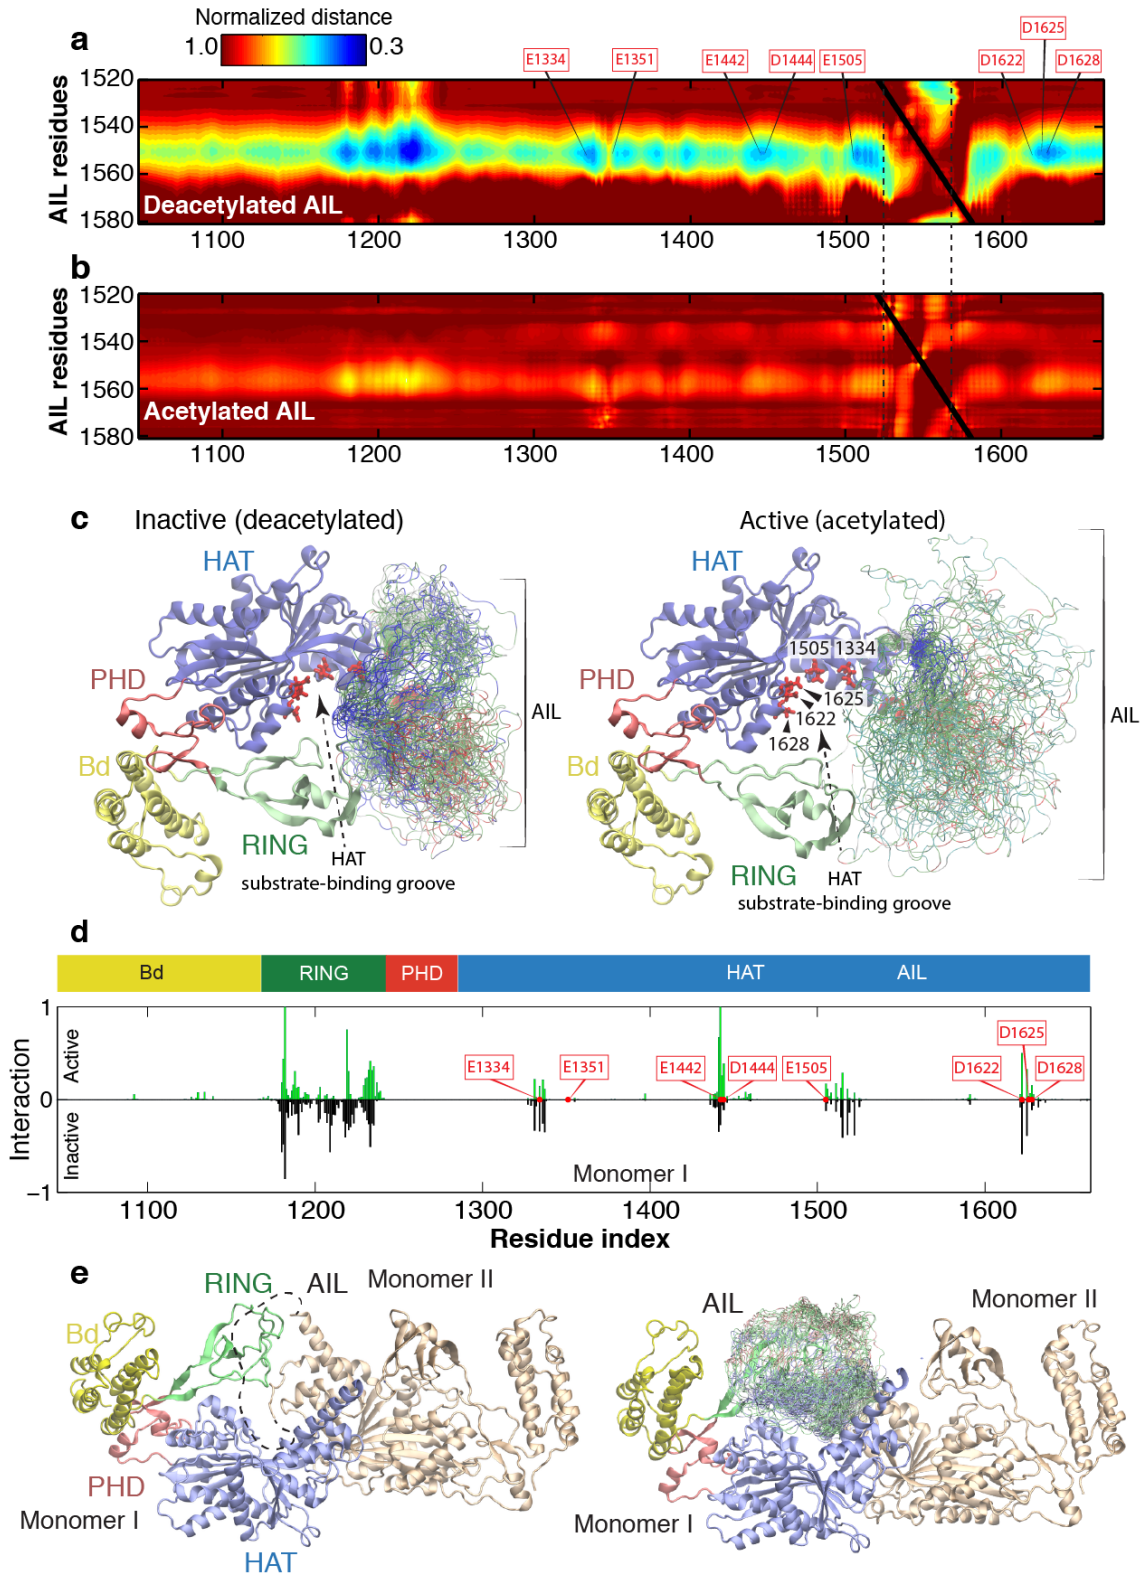 Normalized distance
a
1.0
0.3
D1625
E1334
E1351
E1442
D1444
E1505
D1622
D1628
AIL residues
1520
1540
1560
1580
Deacetylated AIL
1100
1200
1300
1400
1500
1600
b
AIL residues
1520
1540
1560
1580
Acetylated AIL
1100
1200
1300
1400
1500
1600
c
Inactive (deacetylated)
HAT
PHD
Bd
RING
HAT
substrate-binding groove
AIL
Active (acetylated)
HAT
1505 1334
PHD
1625
1622
1628
Bd
RING
HAT
substrate-binding groove
AIL
d
Bd
RING
PHD
HAT
AIL
Interaction
1
0
−1
Active
Inactive
E1334
E1351
E1442
D1444
E1505
D1625
D1622
D1628
Monomer I
1100
1200
1300
1400
1500
1600
Residue index
e
RING
AIL
Monomer II
Bd
PHD
Monomer I
HAT
AIL
Monomer II
Monomer I